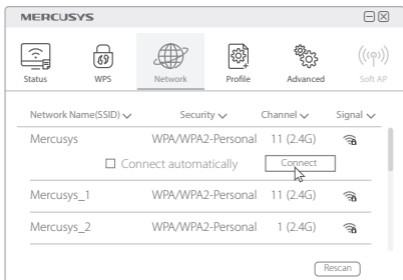 MERCUSYS
Status WPS Network Profile Advanced Soft AP
Network Name(SSID) Security Channel Signal
Mercusys WPA/WPA2-Personal 11 (2.4G)
Connect automatically Connect
Mercusys_1 WPA/WPA2-Personal 11 (2.4G)
Mercusys_2 WPA/WPA2-Personal 1 (2.4G)
Rescan